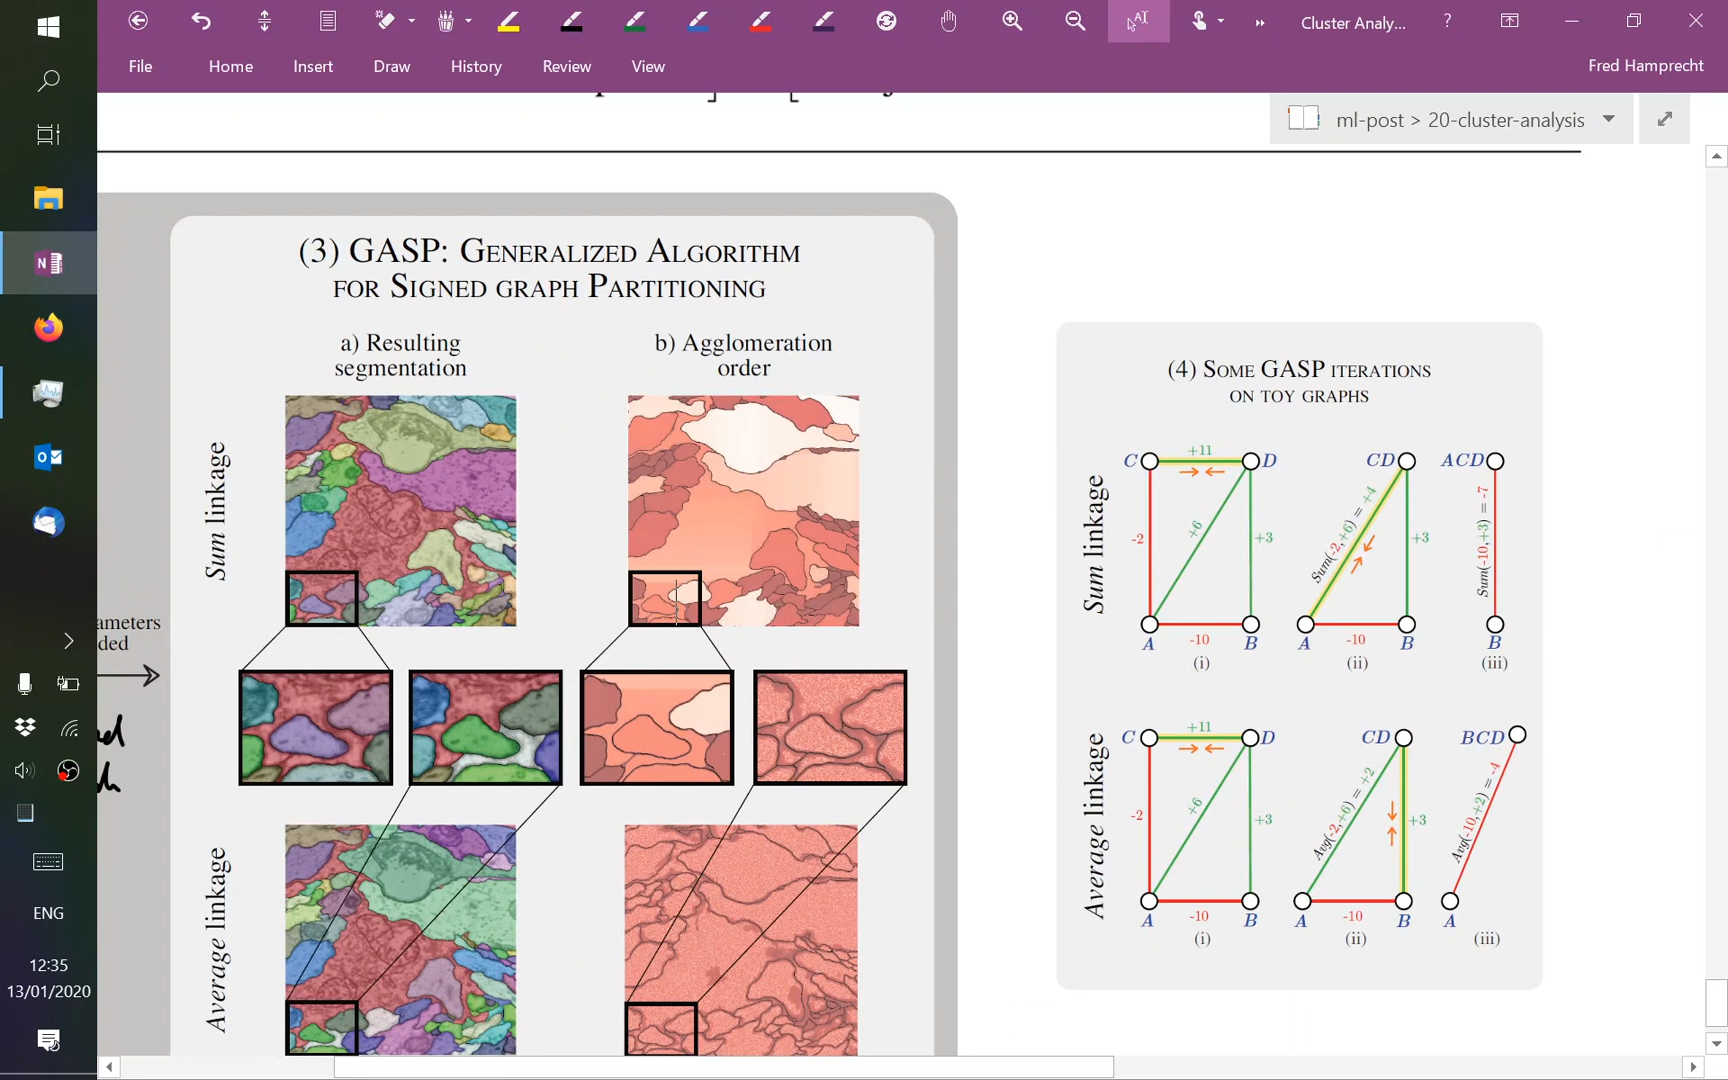 Cluster Analy...
?
File
Home
Insert
Draw
History
Review
View
Fred Hamprecht
ml-post > 20-cluster-analysis
(3) GASP: Generalized Algorithm
for Signed graph Partitioning
a) Resulting
segmentation
b) Agglomeration
order
Sum linkage
Average linkage
ameters
ded
(4) Some GASP iterations
on toy graphs
Sum linkage
C
+11
D
-2
+6
+3
A
-10
B
(i)
CD
Sum(-2,+6) = +4
+3
A
-10
B
(ii)
ACD
Sum(-10,+3) = -7
B
(iii)
Average linkage
C
+11
D
-2
+6
+3
A
-10
B
(i)
CD
Avg(-2,+6) = +2
+3
A
-10
B
(ii)
BCD
Avg(-10,+2) = -4
A
(iii)
ENG
12:35
13/01/2020